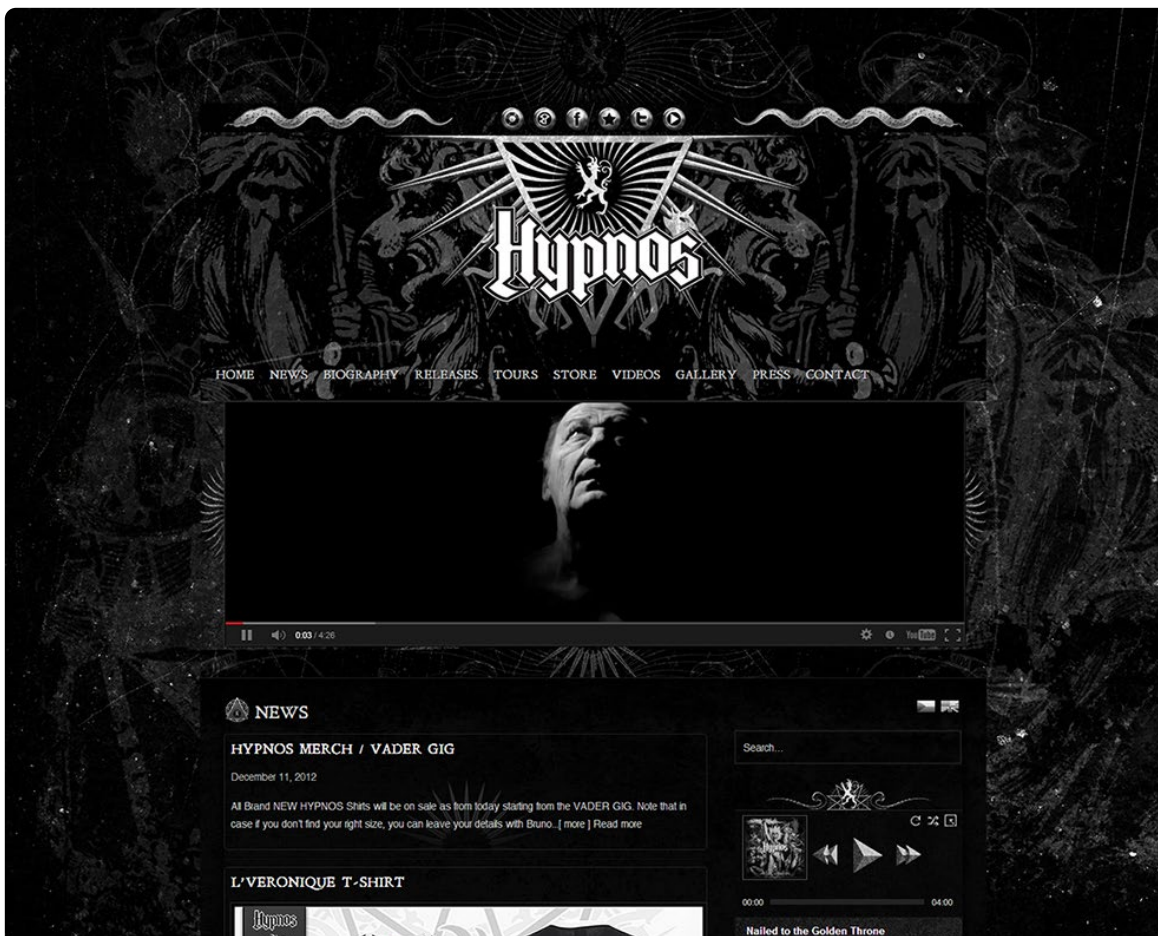 Hypnos
HOME NEWS BIOGRAPHY RELEASES TOURS STORE VIDEOS GALLERY PRESS CONTACT
0:03 / 4:26
YouTube
NEWS
HYPNOS MERCH / VADER GIG
December 11, 2012
All Brand NEW HYPNOS Shirts will be on sale as from today starting from the VADER GIG. Note that in
case if you don't find your right size, you can leave your details with Bruno...[ more ] Read more
L'VERONIQUE T-SHIRT
Hypnos
Search...
Hypnos
00:00 04:00
Nailed to the Golden Throne